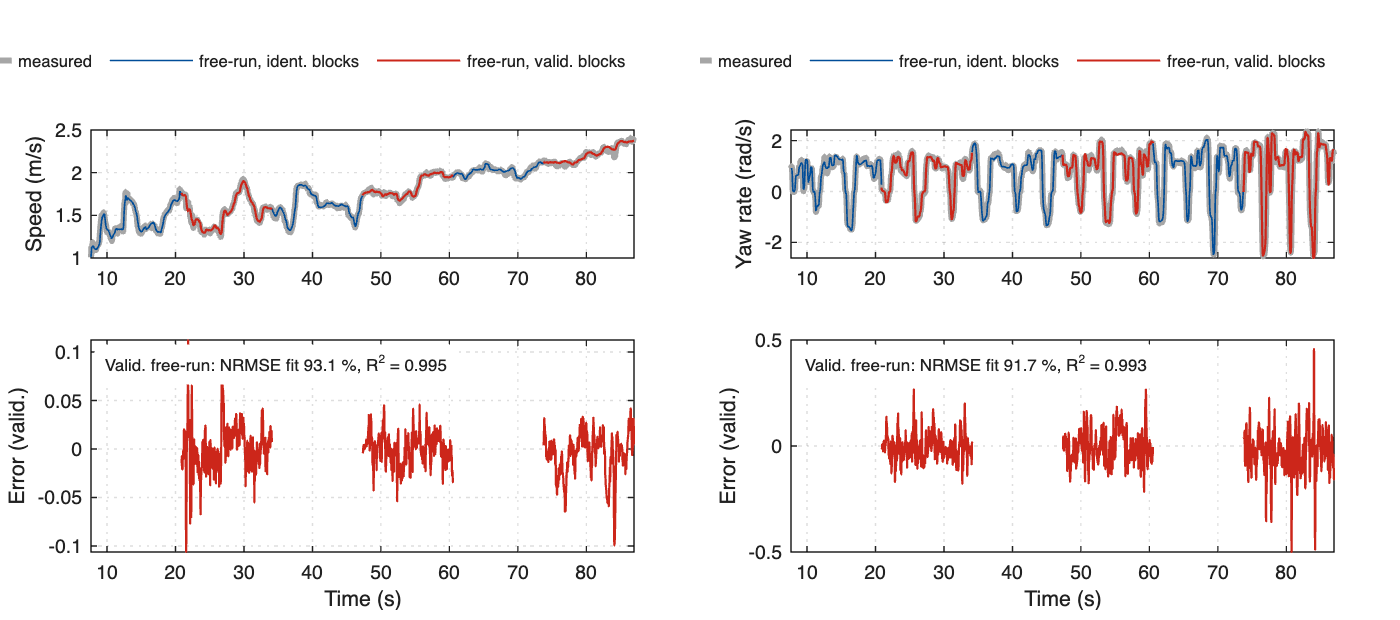 measured free-run, ident. blocks free-run, valid. blocks
2.5
2
1.5
1
Speed (m/s)
10 20 30 40 50 60 70 80
0.1
0.05
0
-0.05
-0.1
Error (valid.)
Valid. free-run: NRMSE fit 93.1 %, R² = 0.995
10 20 30 40 50 60 70 80
Time (s)
measured free-run, ident. blocks free-run, valid. blocks
2
0
-2
Yaw rate (rad/s)
10 20 30 40 50 60 70 80
0.5
0
-0.5
Error (valid.)
Valid. free-run: NRMSE fit 91.7 %, R² = 0.993
10 20 30 40 50 60 70 80
Time (s)